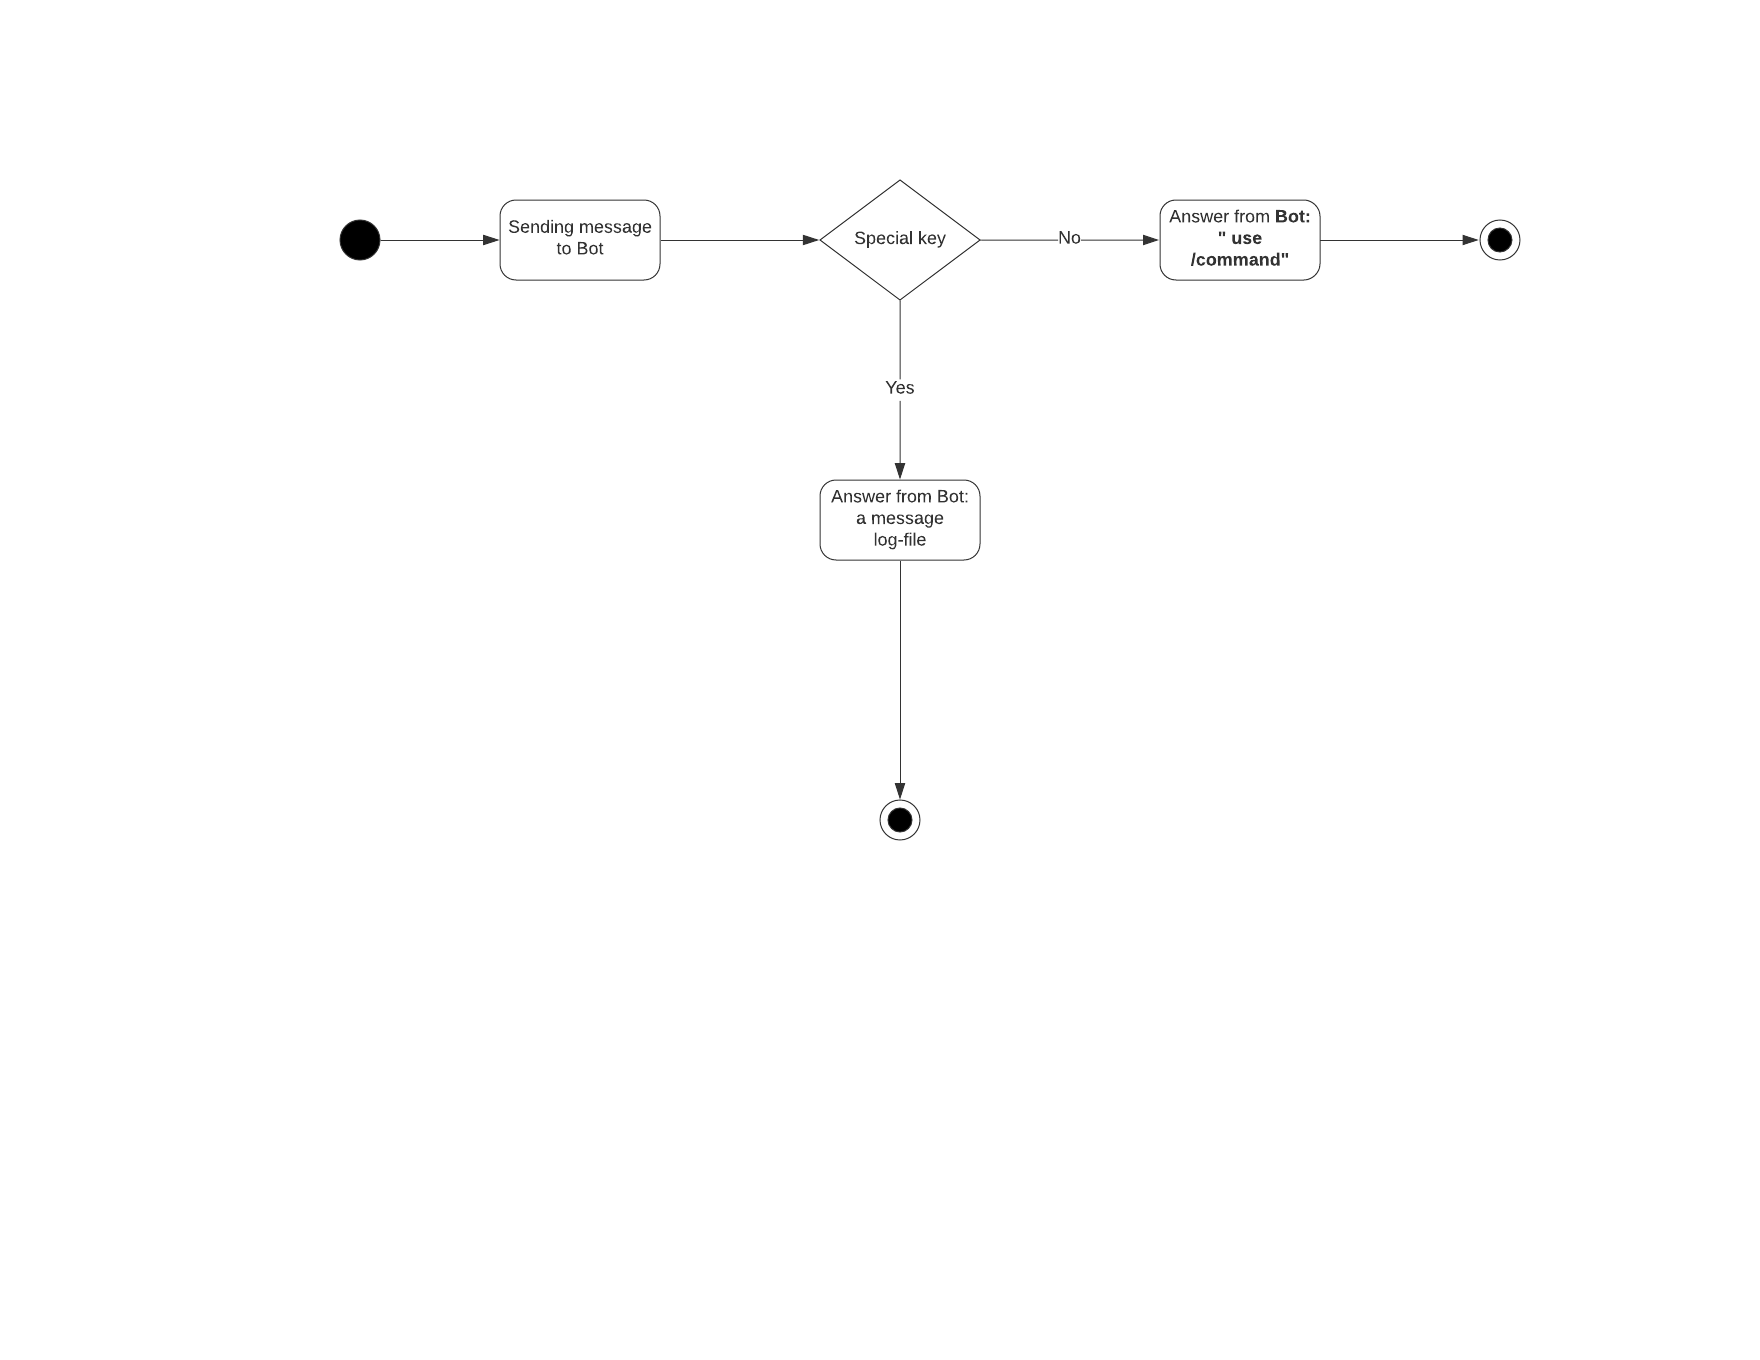 Sending message
to Bot
Special key
No
Answer from Bot:
" use
/command"
Yes
Answer from Bot:
a message
log-file